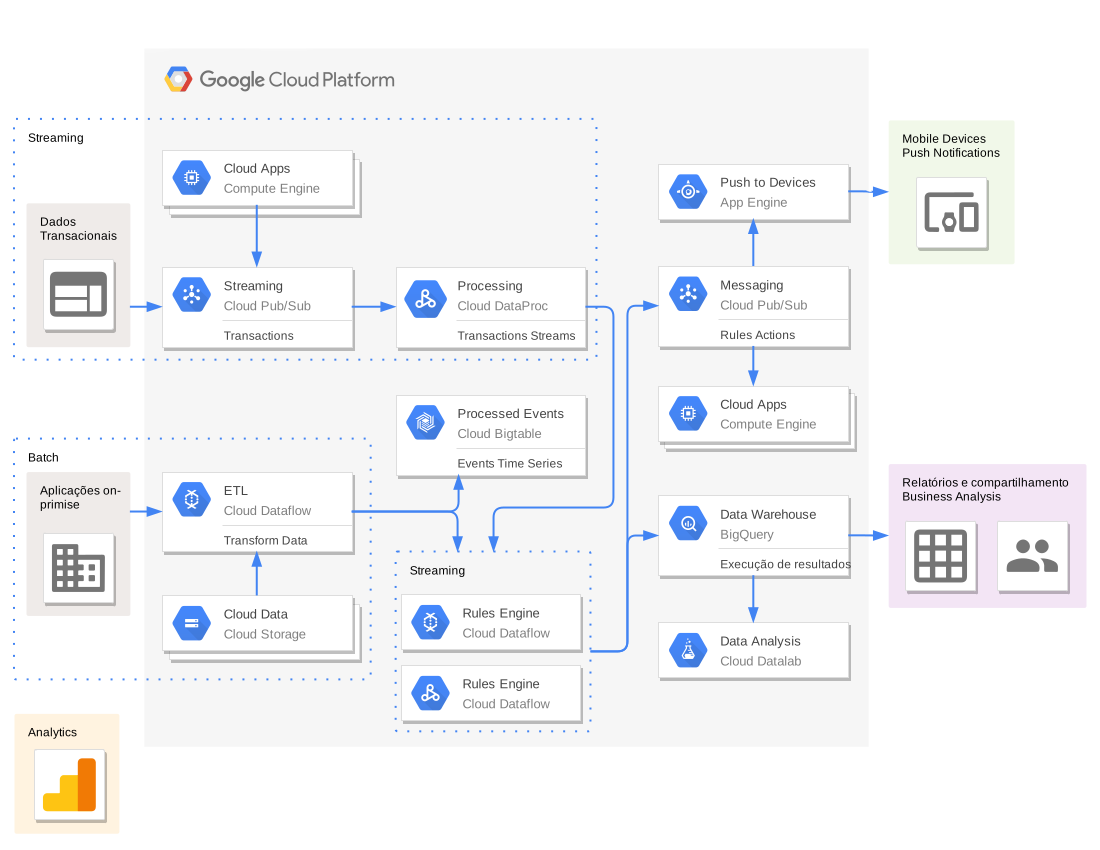 Google Cloud Platform
Streaming
Dados
Transacionais
Cloud Apps
Compute Engine
Streaming
Cloud Pub/Sub
Transactions
Processing
Cloud DataProc
Transactions Streams
Push to Devices
App Engine
Mobile Devices
Push Notifications
Messaging
Cloud Pub/Sub
Rules Actions
Cloud Apps
Compute Engine
Processed Events
Cloud Bigtable
Events Time Series
Batch
Aplicações on-
primise
ETL
Cloud Dataflow
Transform Data
Cloud Data
Cloud Storage
Streaming
Rules Engine
Cloud Dataflow
Rules Engine
Cloud Dataflow
Data Warehouse
BigQuery
Execução de resultados
Data Analysis
Cloud Datalab
Relatórios e compartilhamento
Business Analysis
Analytics